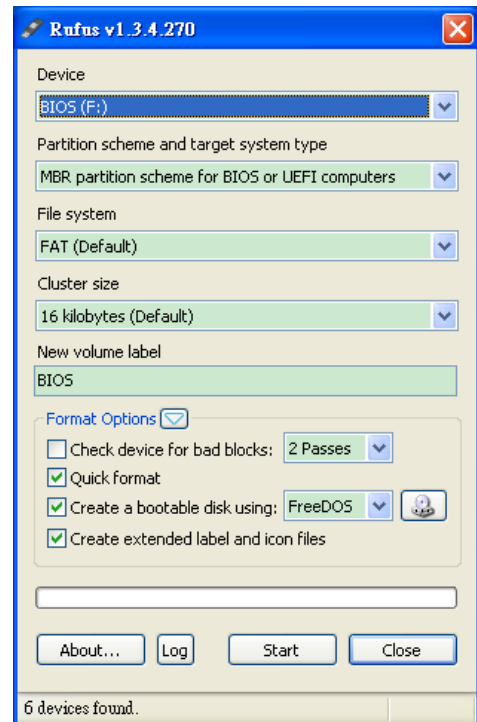 Rufus v1.3.4.270
Device
BIOS (F:)
Partition scheme and target system type
MBR partition scheme for BIOS or UEFI computers
File system
FAT (Default)
Cluster size
16 kilobytes (Default)
New volume label
BIOS
Format Options
Check device for bad blocks: 2 Passes
Quick format
Create a bootable disk using: FreeDOS
Create extended label and icon files
About... Log Start Close
6 devices found.